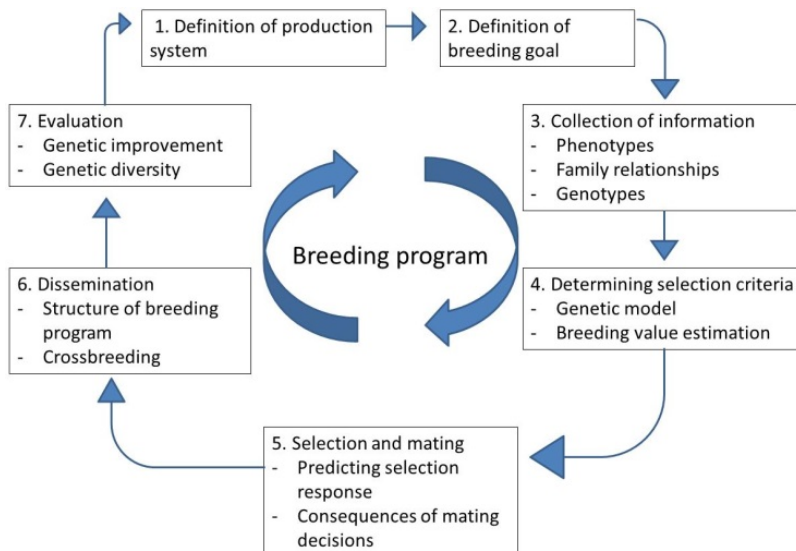 1. Definition of production
system
2. Definition of
breeding goal
3. Collection of information
- Phenotypes
- Family relationships
- Genotypes
4. Determining selection criteria
- Genetic model
- Breeding value estimation
5. Selection and mating
- Predicting selection
response
- Consequences of mating
decisions
6. Dissemination
- Structure of breeding
program
- Crossbreeding
7. Evaluation
- Genetic improvement
- Genetic diversity
Breeding program